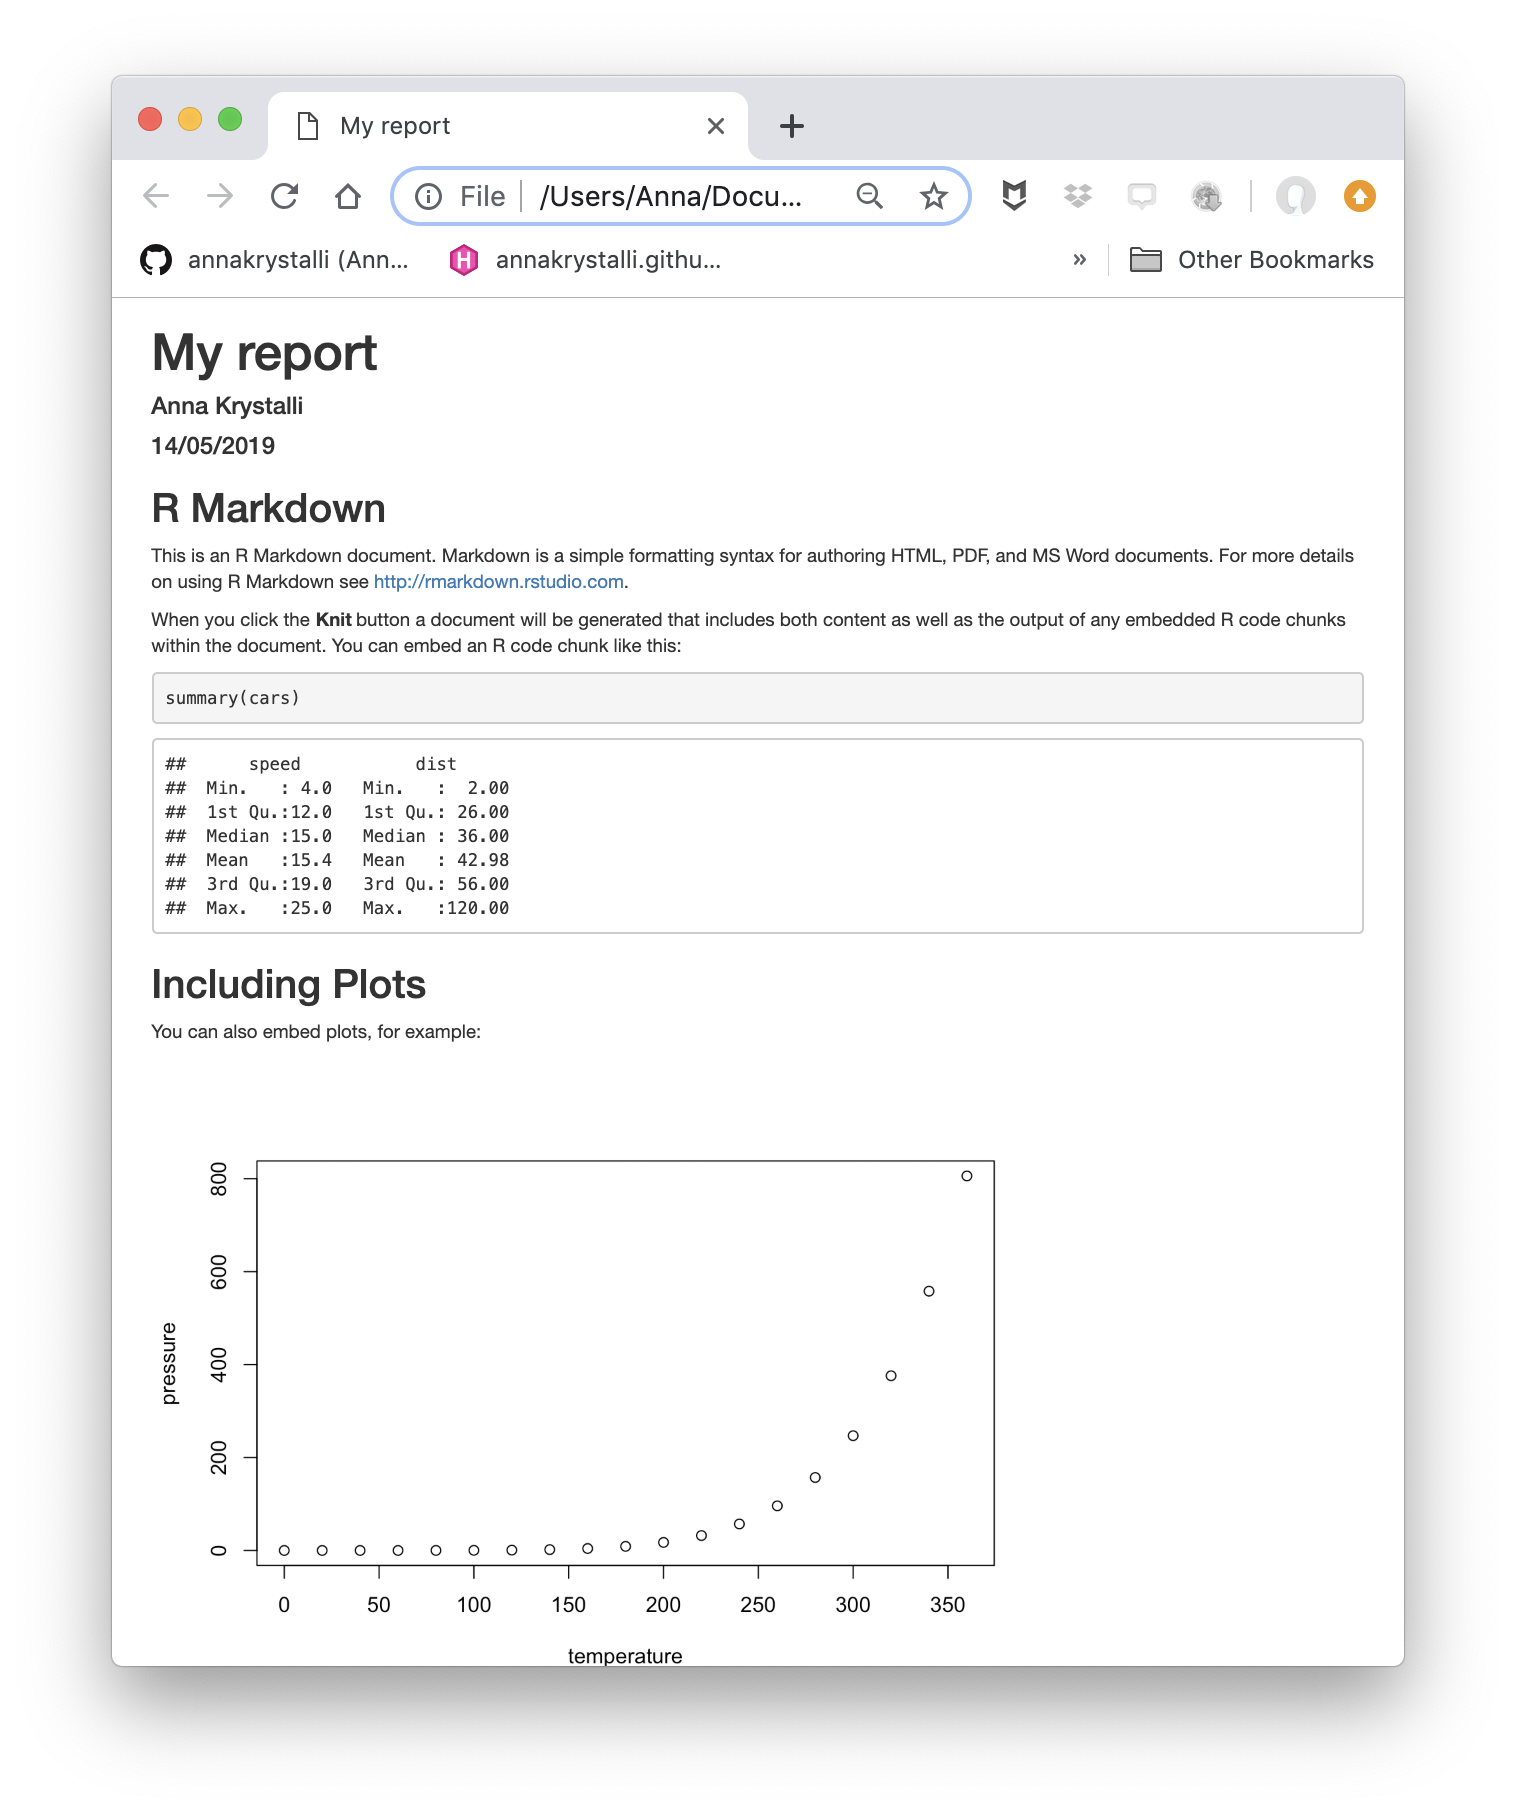 My report
File /Users/Anna/Docu...
annakrystalli (Ann... H annakrystalli.githu... » Other Bookmarks
My report
Anna Krystalli
14/05/2019
R Markdown
This is an R Markdown document. Markdown is a simple formatting syntax for authoring HTML, PDF, and MS Word documents. For more details
on using R Markdown see http://rmarkdown.rstudio.com.
When you click the Knit button a document will be generated that includes both content as well as the output of any embedded R code chunks
within the document. You can embed an R code chunk like this:
summary(cars)
##      speed           dist
##  Min.   : 4.0   Min.   :  2.00
##  1st Qu.:12.0   1st Qu.: 26.00
##  Median :15.0   Median : 36.00
##  Mean   :15.4   Mean   : 42.98
##  3rd Qu.:19.0   3rd Qu.: 56.00
##  Max.   :25.0   Max.   :120.00
Including Plots
You can also embed plots, for example:
800
600
400
200
0
pressure
0 50 100 150 200 250 300 350
temperature